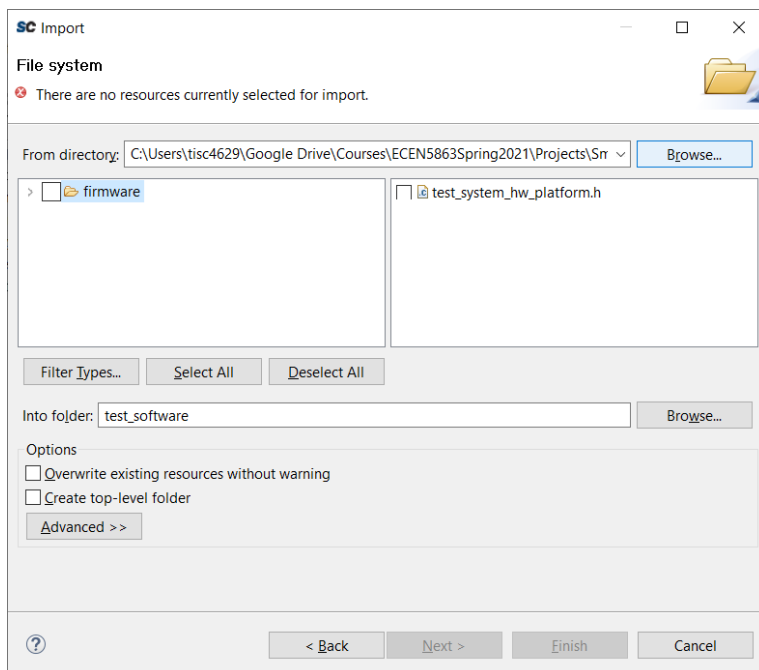 SC Import
File system
There are no resources currently selected for import.
From directory: C:\Users\tisc4629\Google Drive\Courses\ECEN5863Spring2021\Projects\Sm Browse...
firmware
test_system_hw_platform.h
Filter Types... Select All Deselect All
Into folder: test_software Browse...
Options
Overwrite existing resources without warning
Create top-level folder
Advanced >>
? < Back Next > Finish Cancel